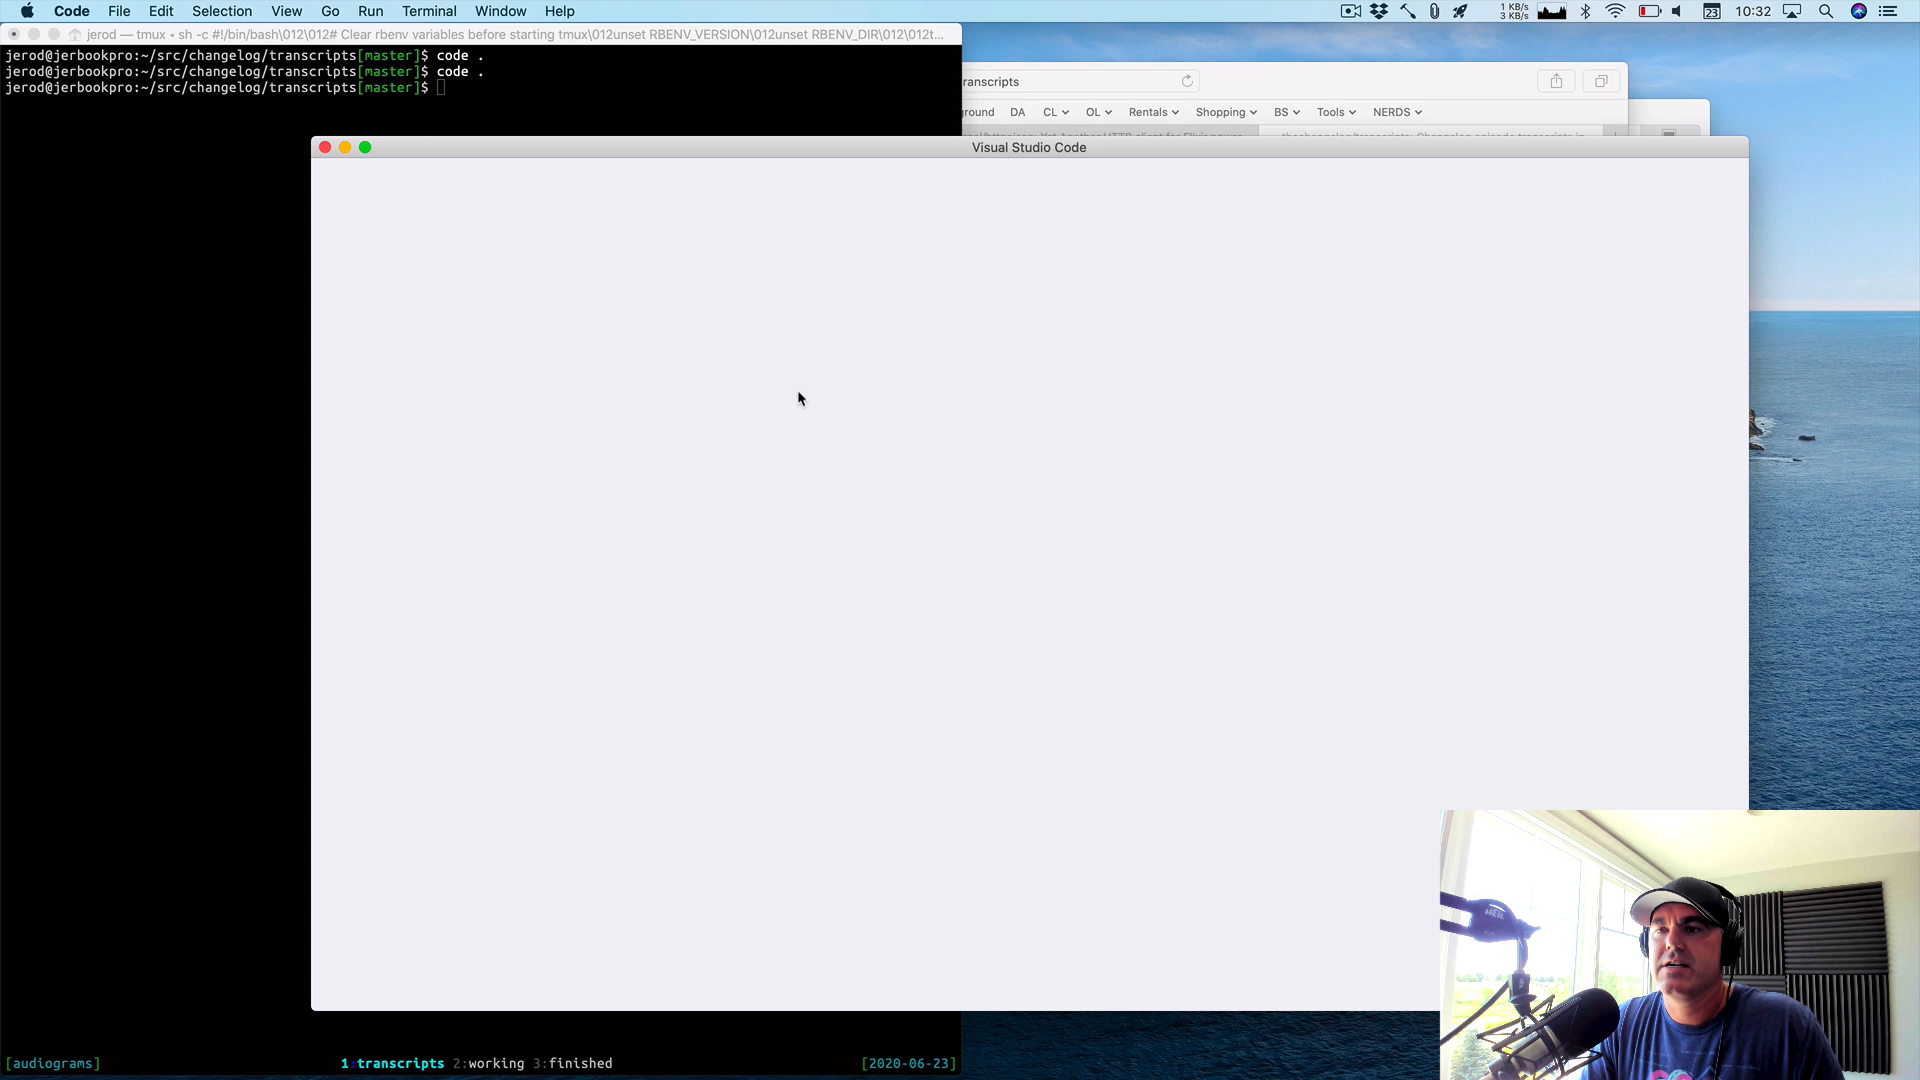 Code File Edit Selection View Go Run Terminal Window Help
1 KB/s
3 KB/s
23 10:32
jerod — tmux ◂ sh -c #!/bin/bash\012\012# Clear rbenv variables before starting tmux\012unset RBENV_VERSION\012unset RBENV_DIR\012\012t...
jerod@jerbookpro:~/src/changelog/transcripts[master]$ code .
jerod@jerbookpro:~/src/changelog/transcripts[master]$ code .
jerod@jerbookpro:~/src/changelog/transcripts[master]$
ranscripts
ground DA CL OL Rentals Shopping BS Tools NERDS
Visual Studio Code
[audiograms] 1:transcripts 2:working 3:finished [2020-06-23]